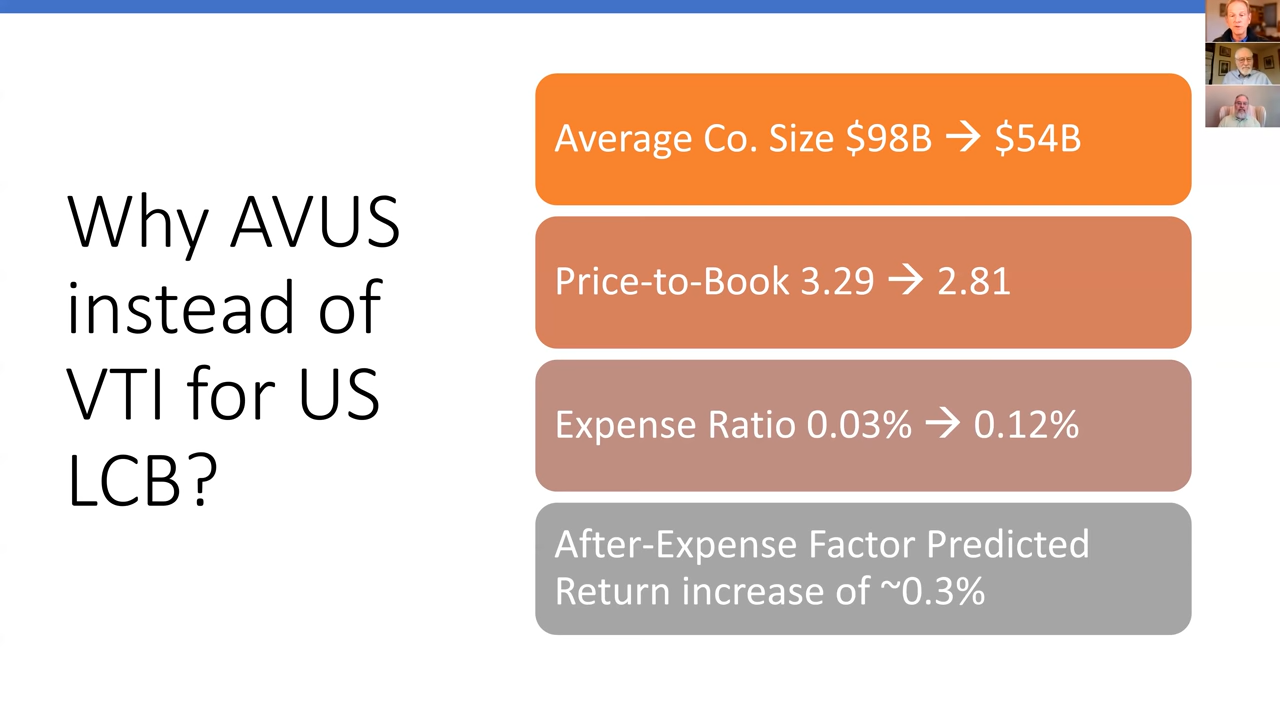 Why AVUS
instead of
VTI for US
LCB?
Average Co. Size $98B → $54B
Price-to-Book 3.29 → 2.81
Expense Ratio 0.03% → 0.12%
After-Expense Factor Predicted
Return increase of ~0.3%